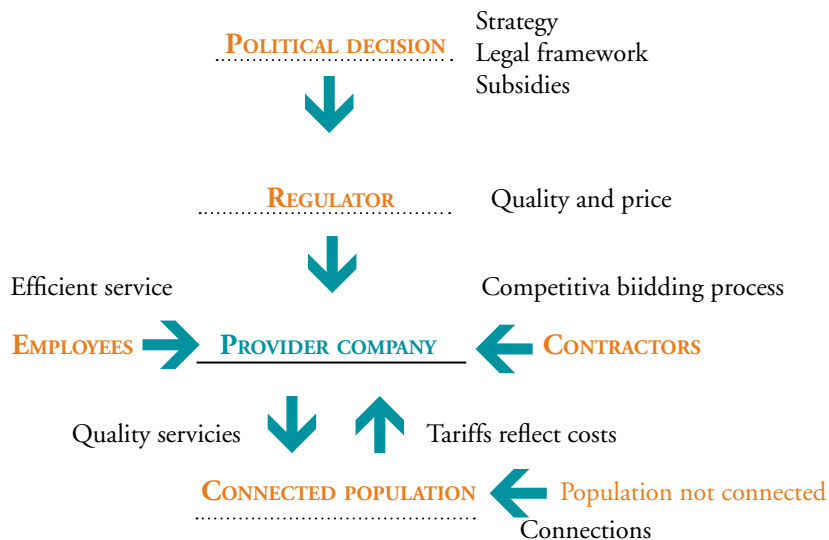 Strategy
POLITICAL DECISION
Legal framework
Subsidies
REGULATOR
Quality and price
Efficient service
Competitiva biidding process
EMPLOYEES
PROVIDER COMPANY
CONTRACTORS
Quality servicies
Tariffs reflect costs
CONNECTED POPULATION
Population not connected
Connections